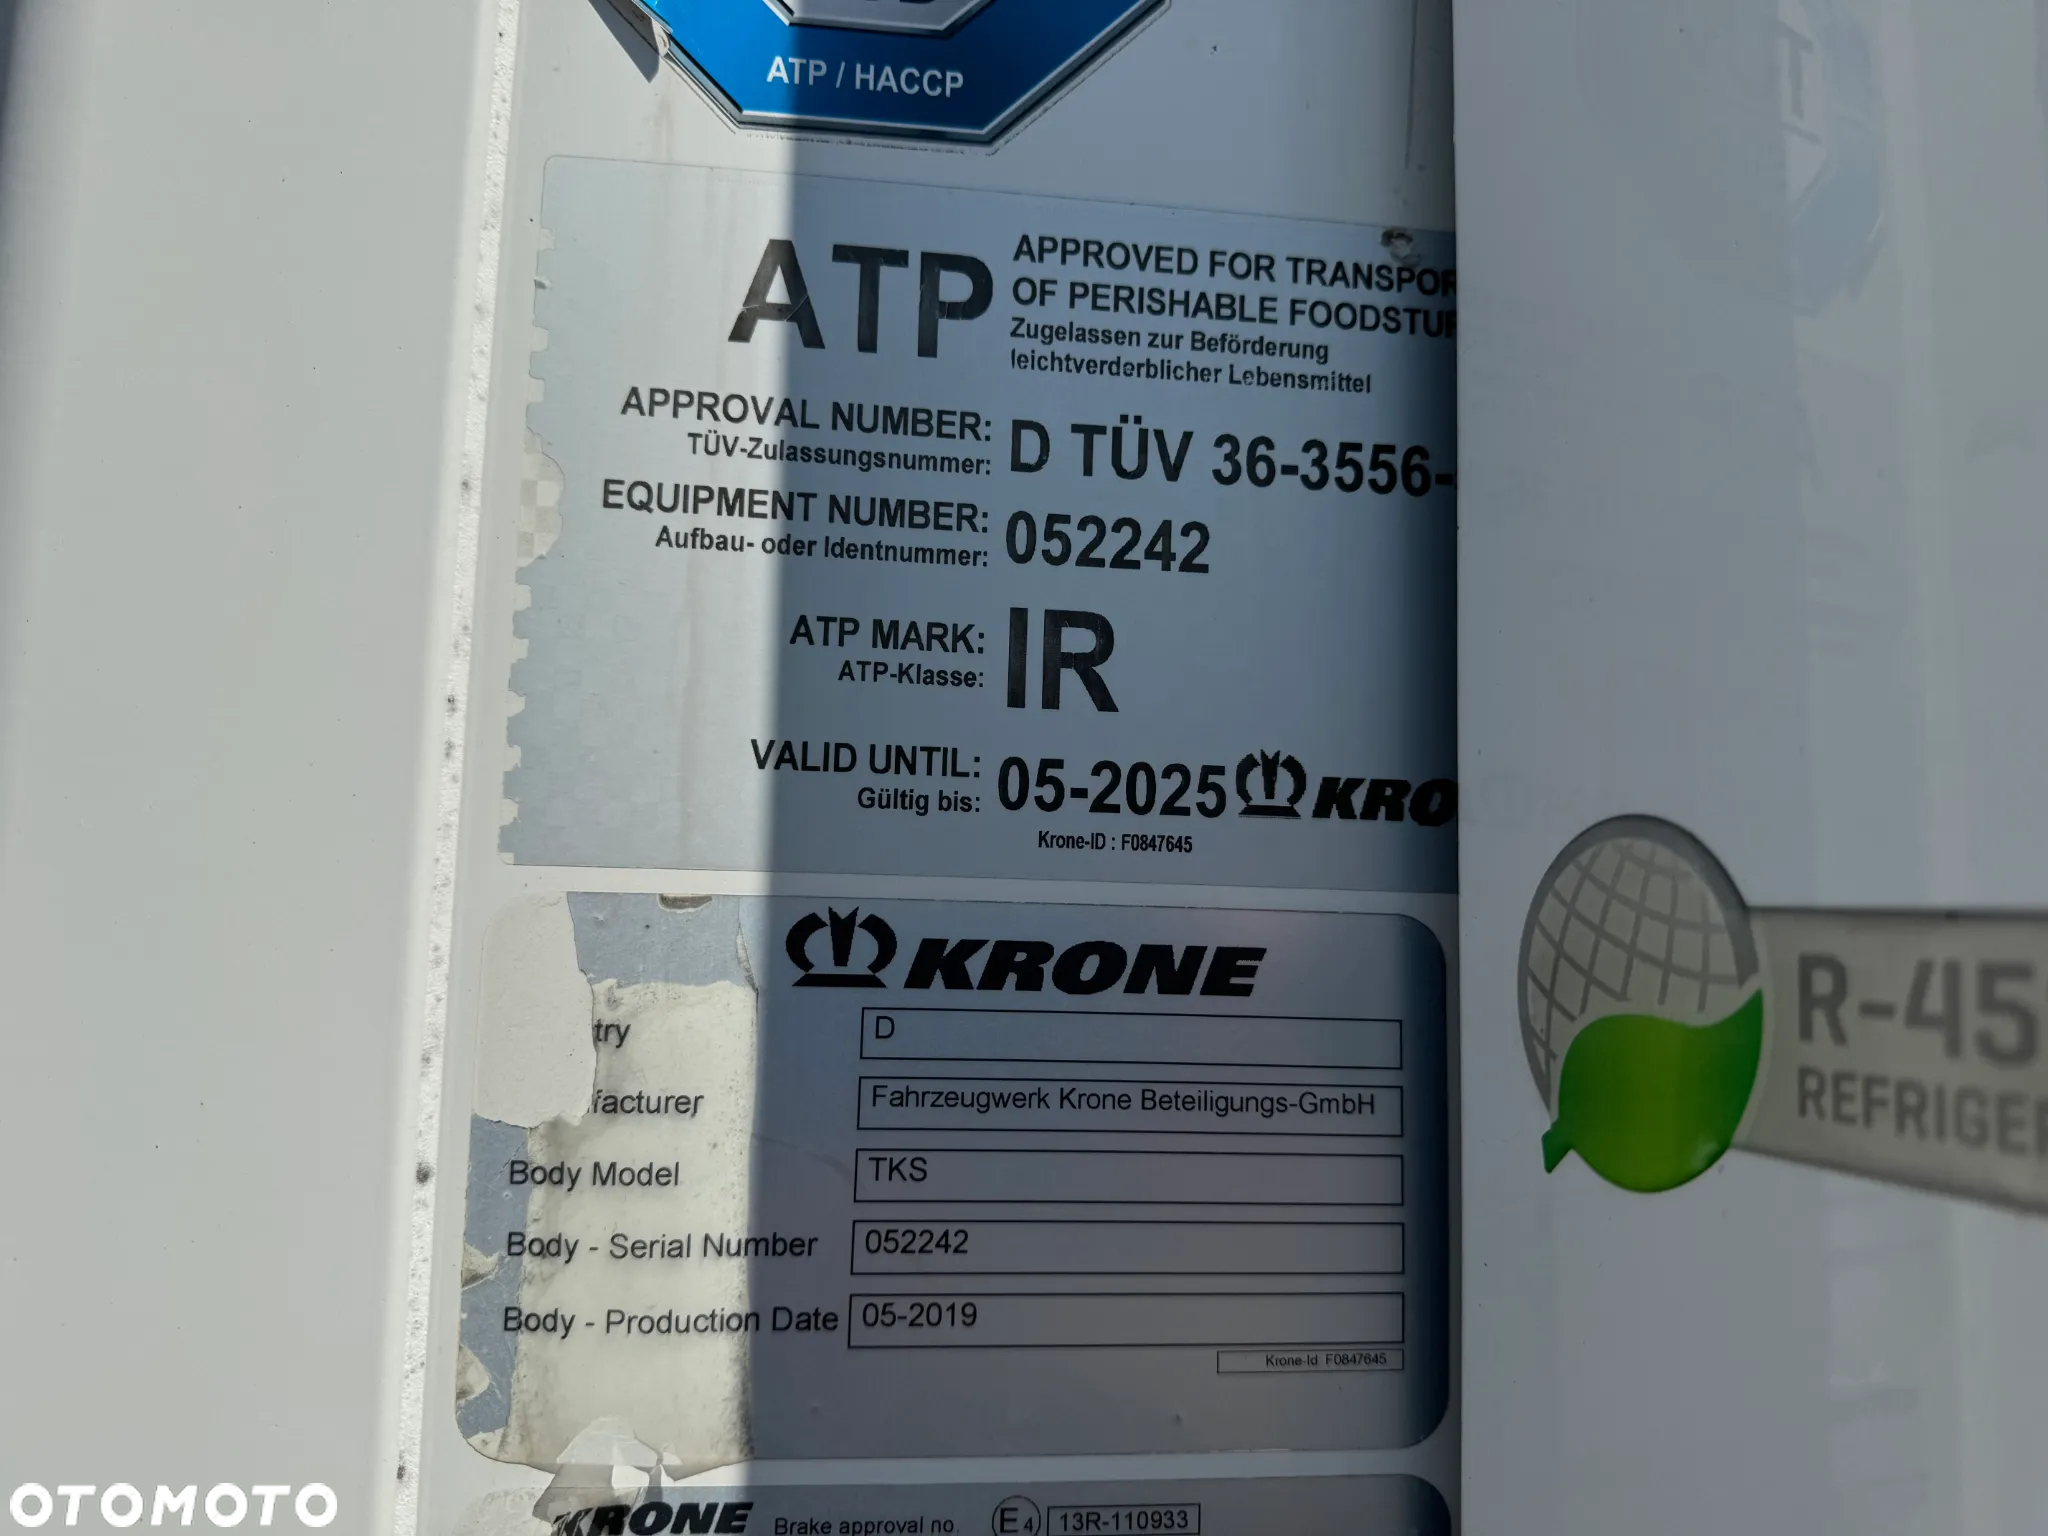 ATP / HACCP
ATP
APPROVED FOR TRANSPOR
OF PERISHABLE FOODSTUF
Zugelassen zur Beförderung
leichtverderblicher Lebensmittel
APPROVAL NUMBER: D TÜV 36-3556-
TÜV-Zulassungsnummer:
EQUIPMENT NUMBER: 052242
Aufbau- oder Identnummer:
ATP MARK: IR
ATP-Klasse:
VALID UNTIL: 05-2025 KRO
Gültig bis:
Krone-ID : F0847645
KRONE
try D
facturer Fahrzeugwerk Krone Beteiligungs-GmbH
Body Model TKS
Body - Serial Number 052242
Body - Production Date 05-2019
Krone-Id F0847645
KRONE Brake approval no. E4 13R-110933
R-45
REFRIGE
OTOMOTO